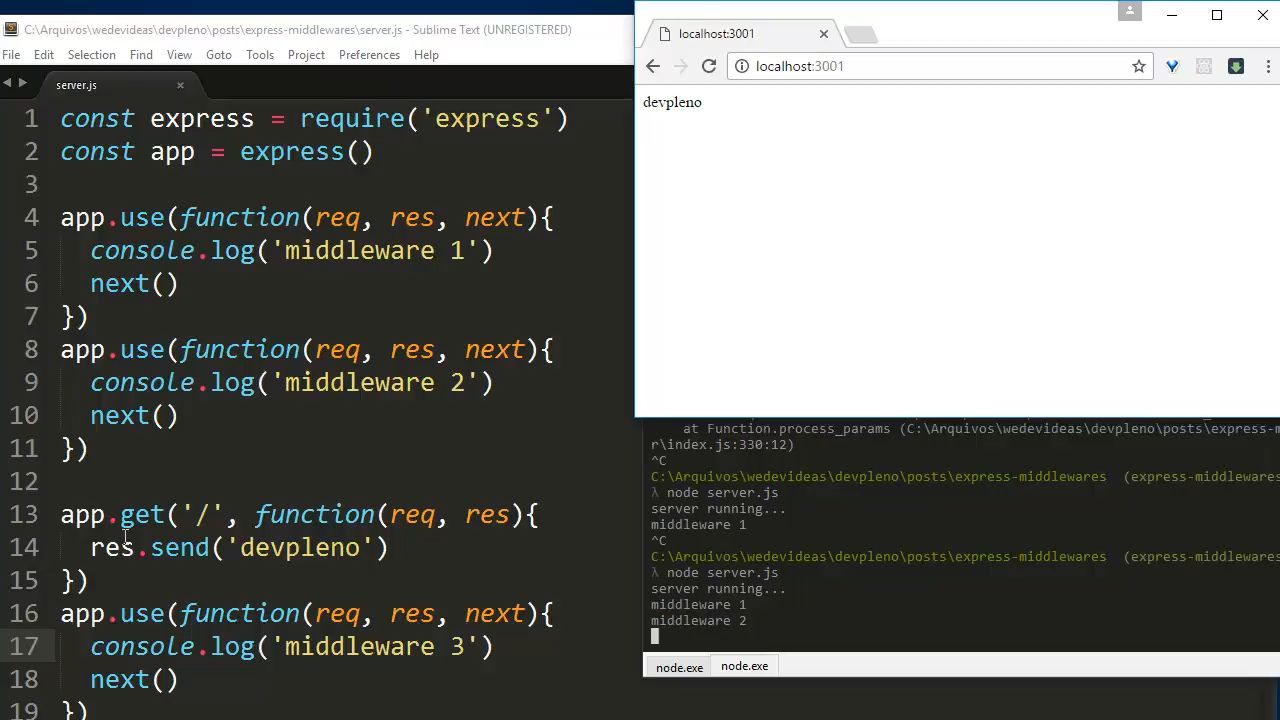 C:\Arquivos\wedevideas\devpleno\posts\express-middlewares\server.js - Sublime Text (UNREGISTERED)
File Edit Selection Find View Goto Tools Project Preferences Help
server.js
1 const express = require('express')
2 const app = express()
3
4 app.use(function(req, res, next){
5 console.log('middleware 1')
6 next()
7 })
8 app.use(function(req, res, next){
9 console.log('middleware 2')
10 next()
11 })
12
13 app.get('/', function(req, res){
14 res.send('devpleno')
15 })
16 app.use(function(req, res, next){
17 console.log('middleware 3')
18 next()
19 })
localhost:3001
localhost:3001
devpleno
at Function.process_params (C:\Arquivos\wedevideas\devpleno\posts\express-m
r\index.js:330:12)
^C
C:\Arquivos\wedevideas\devpleno\posts\express-middlewares (express-middlewares
λ node server.js
server running...
middleware 1
^C
C:\Arquivos\wedevideas\devpleno\posts\express-middlewares (express-middlewares
λ node server.js
server running...
middleware 1
middleware 2
node.exe node.exe